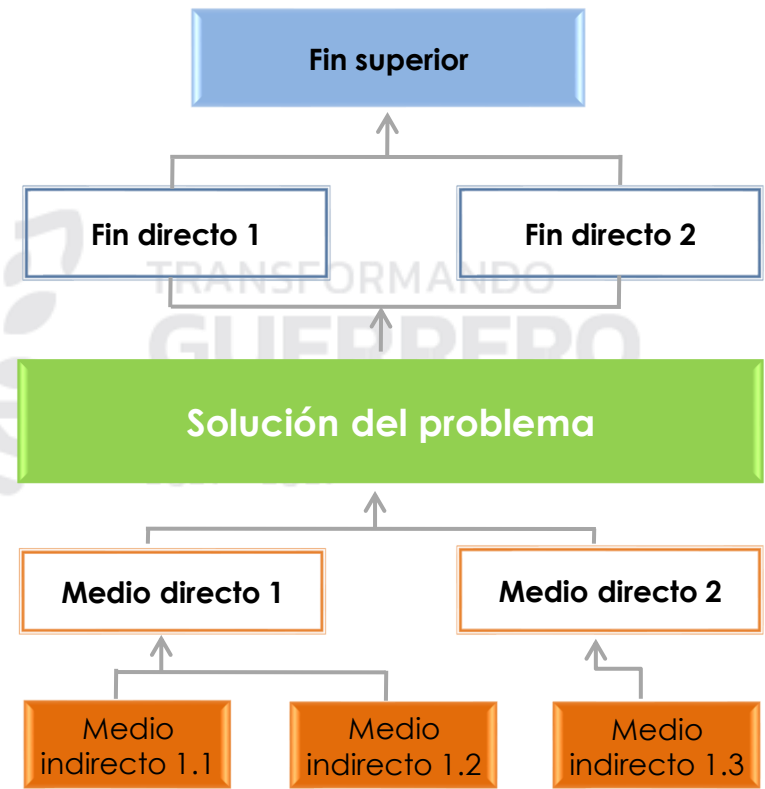 Fin superior
Fin directo 1
Fin directo 2
TRANSFORMANDO
GUERRERO
Solución del problema
Medio directo 1
Medio directo 2
Medio
indirecto 1.1
Medio
indirecto 1.2
Medio
indirecto 1.3